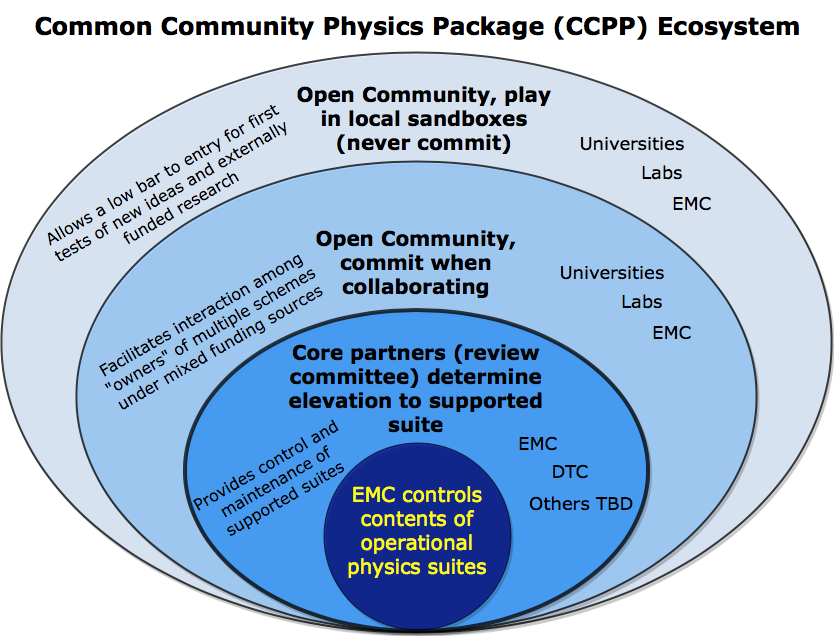 Common Community Physics Package (CCPP) Ecosystem
Open Community, play
in local sandboxes
(never commit)
Allows a low bar to entry for first
tests of new ideas and externally
funded research
Universities
Labs
EMC
Open Community,
commit when
collaborating
Facilitates interaction among
"owners" of multiple schemes
under mixed funding sources
Universities
Labs
EMC
Core partners (review
committee) determine
elevation to supported
suite
Provides control and
maintenance of
supported suites
EMC
DTC
Others TBD
EMC controls
contents of
operational
physics suites